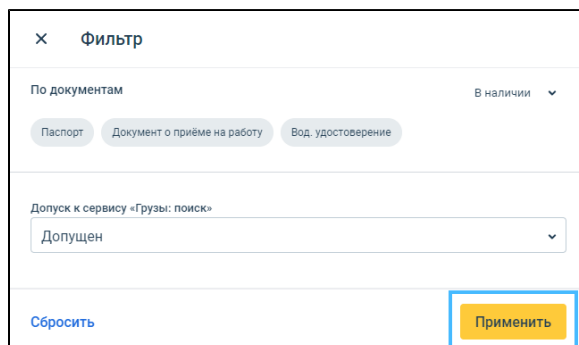 × Фильтр
По документам
В наличии
Паспорт Документ о приёме на работу Вод. удостоверение
Допуск к сервису «Грузы: поиск»
Допущен
Сбросить Применить